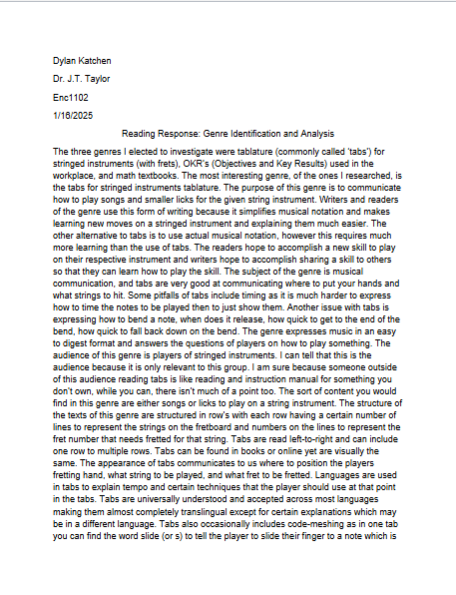 Dylan Katchen
Dr. J.T. Taylor
Enc1102
1/16/2025
Reading Response: Genre Identification and Analysis
The three genres I elected to investigate were tablature (commonly called 'tabs') for
stringed instruments (with frets), OKR's (Objectives and Key Results) used in the
workplace, and math textbooks. The most interesting genre, of the ones I researched, is
the tabs for stringed instruments tablature. The purpose of this genre is to communicate
how to play songs and smaller licks for the given string instrument. Writers and readers
of the genre use this form of writing because it simplifies musical notation and makes
learning new moves on a stringed instrument and explaining them much easier. The
other alternative to tabs is to use actual musical notation, however this requires much
more learning than the use of tabs. The readers hope to accomplish a new skill to play
on their respective instrument and writers hope to accomplish sharing a skill to others
so that they can learn how to play the skill. The subject of the genre is musical
communication, and tabs are very good at communicating where to put your hands and
what strings to hit. Some pitfalls of tabs include timing as it is much harder to express
how to time the notes to be played then to just show them. Another issue with tabs is
expressing how to bend a note, when does it release, how quick to get to the end of the
bend, how quick to fall back down on the bend. The genre expresses music in an easy
to digest format and answers the questions of players on how to play something. The
audience of this genre is players of stringed instruments. I can tell that this is the
audience because it is only relevant to this group. I am sure because someone outside
of this audience reading tabs is like reading and instruction manual for something you
don't own, while you can, there isn't much of a point too. The sort of content you would
find in this genre are either songs or licks to play on a string instrument. The structure of
the texts of this genre are structured in row's with each row having a certain number of
lines to represent the strings on the fretboard and numbers on the lines to represent the
fret number that needs fretted for that string. Tabs are read left-to-right and can include
one row to multiple rows. Tabs can be found in books or online yet are visually the
same. The appearance of tabs communicates to us where to position the players
fretting hand, what string to be played, and what fret to be fretted. Languages are used
in tabs to explain tempo and certain techniques that the player should use at that point
in the tabs. Tabs are universally understood and accepted across most languages
making them almost completely translingual except for certain explanations which may
be in a different language. Tabs also occasionally includes code-meshing as in one tab
you can find the word slide (or s) to tell the player to slide their finger to a note which is